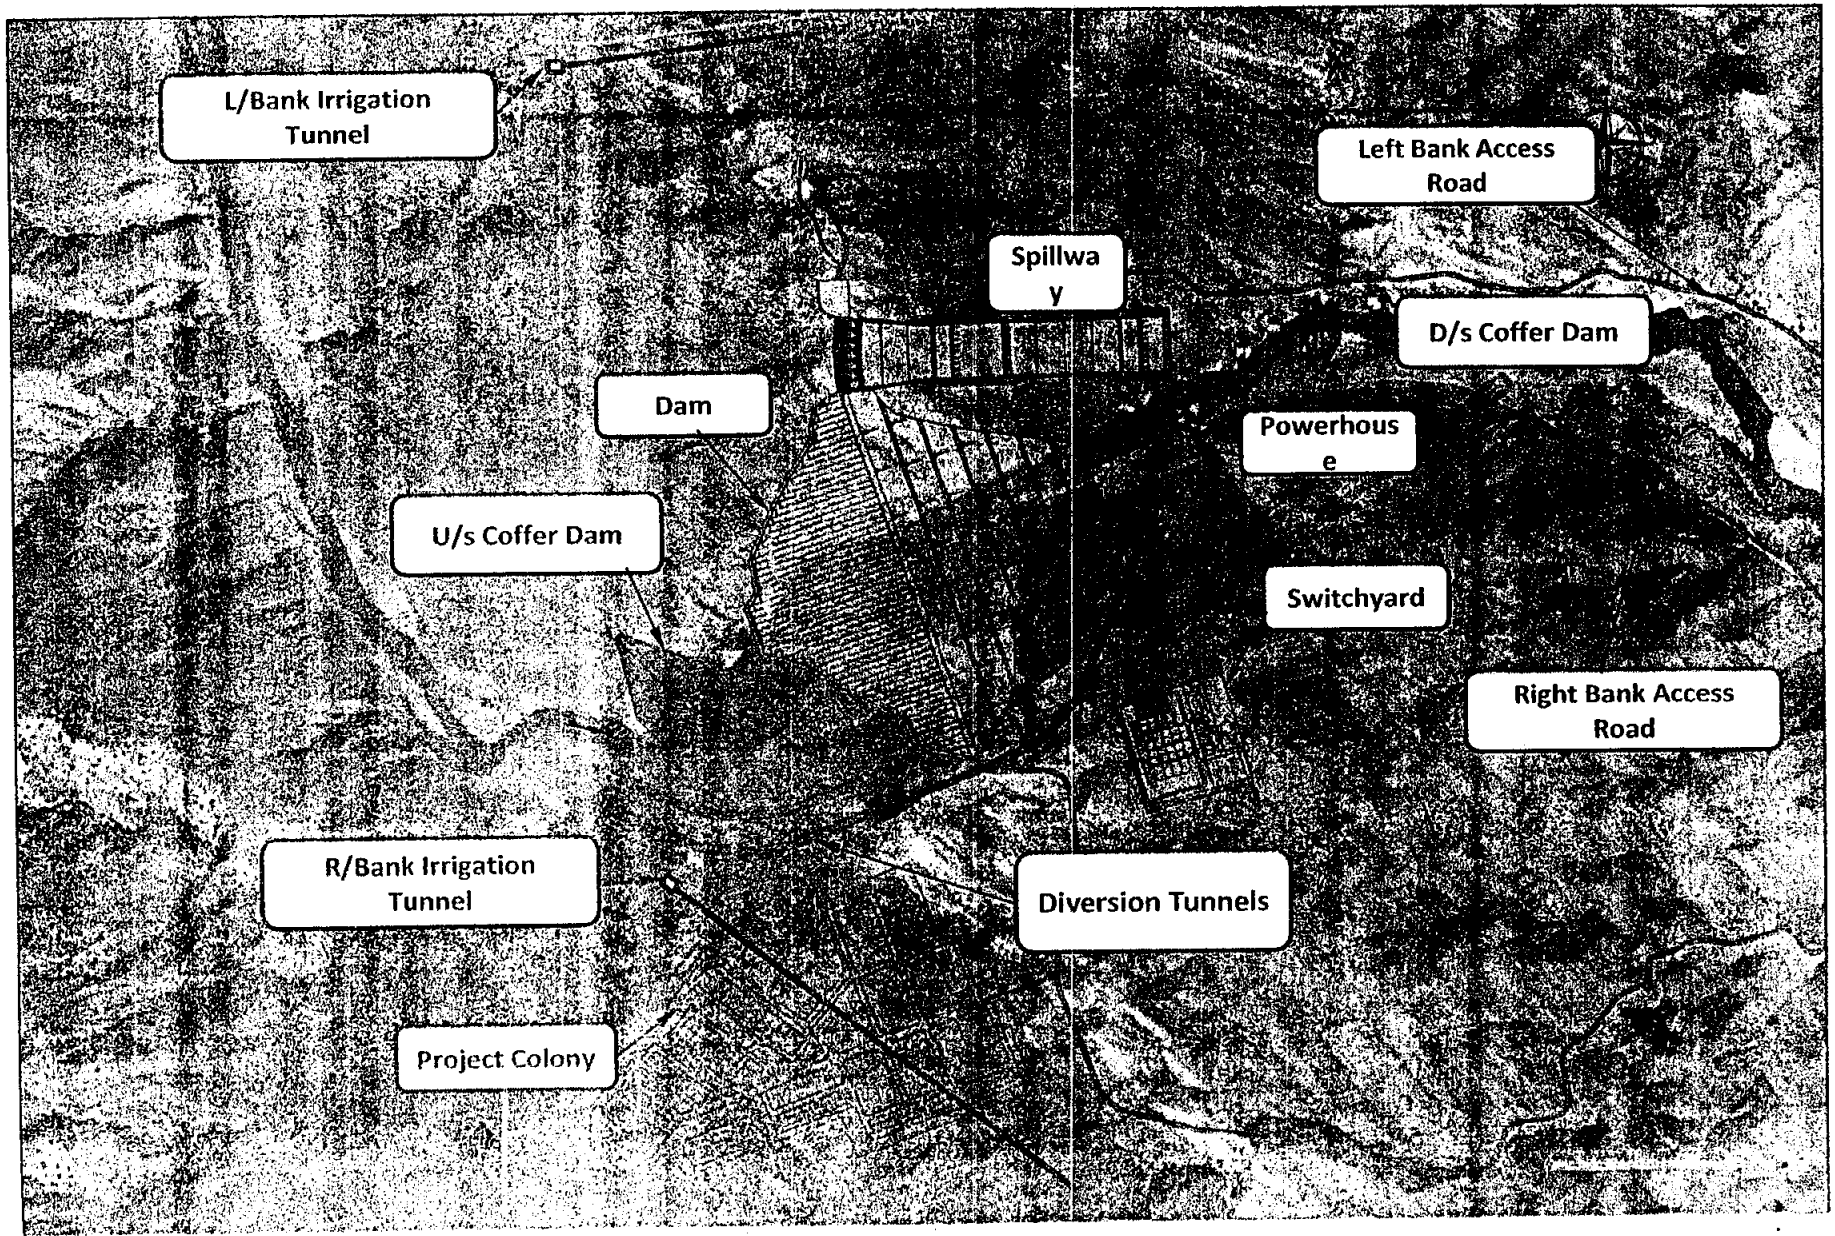 L/Bank Irrigation
Tunnel
Left Bank Access
Road
Spillwa
y
D/s Coffer Dam
Dam
Powerhous
e
U/s Coffer Dam
Switchyard
Right Bank Access
Road
R/Bank Irrigation
Tunnel
Diversion Tunnels
Project Colony